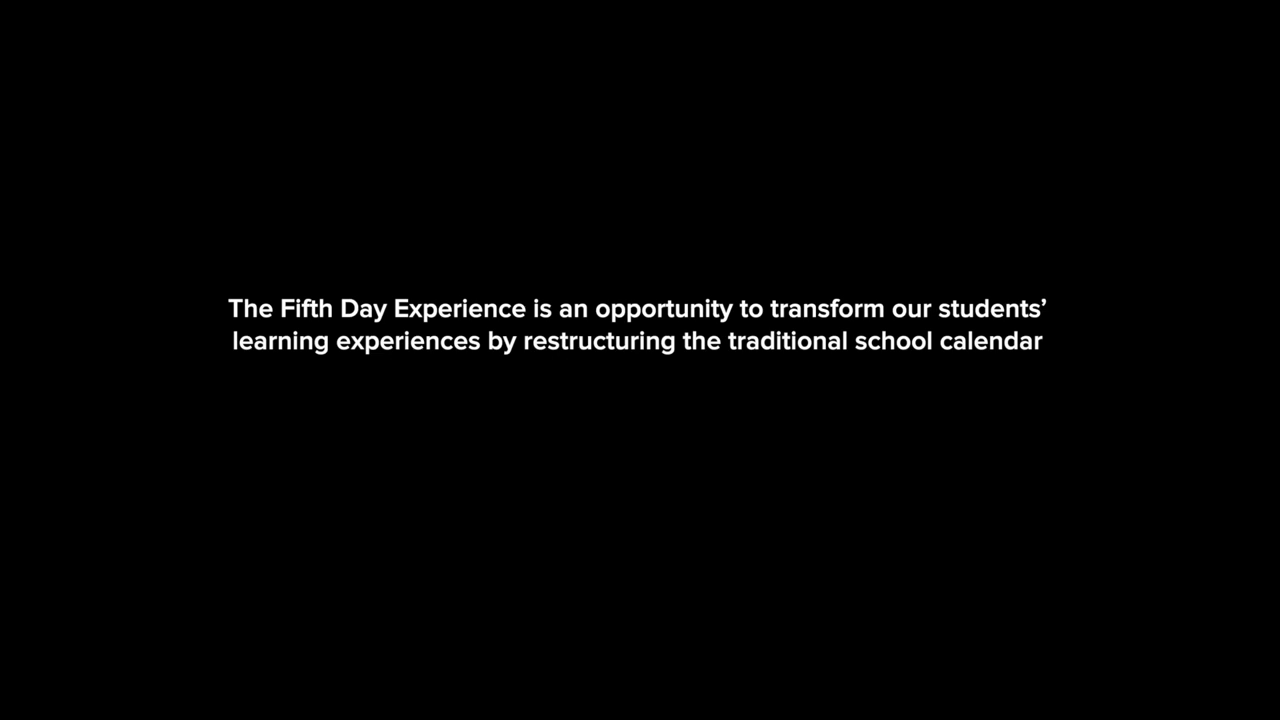 The Fifth Day Experience is an opportunity to transform our students’
learning experiences by restructuring the traditional school calendar